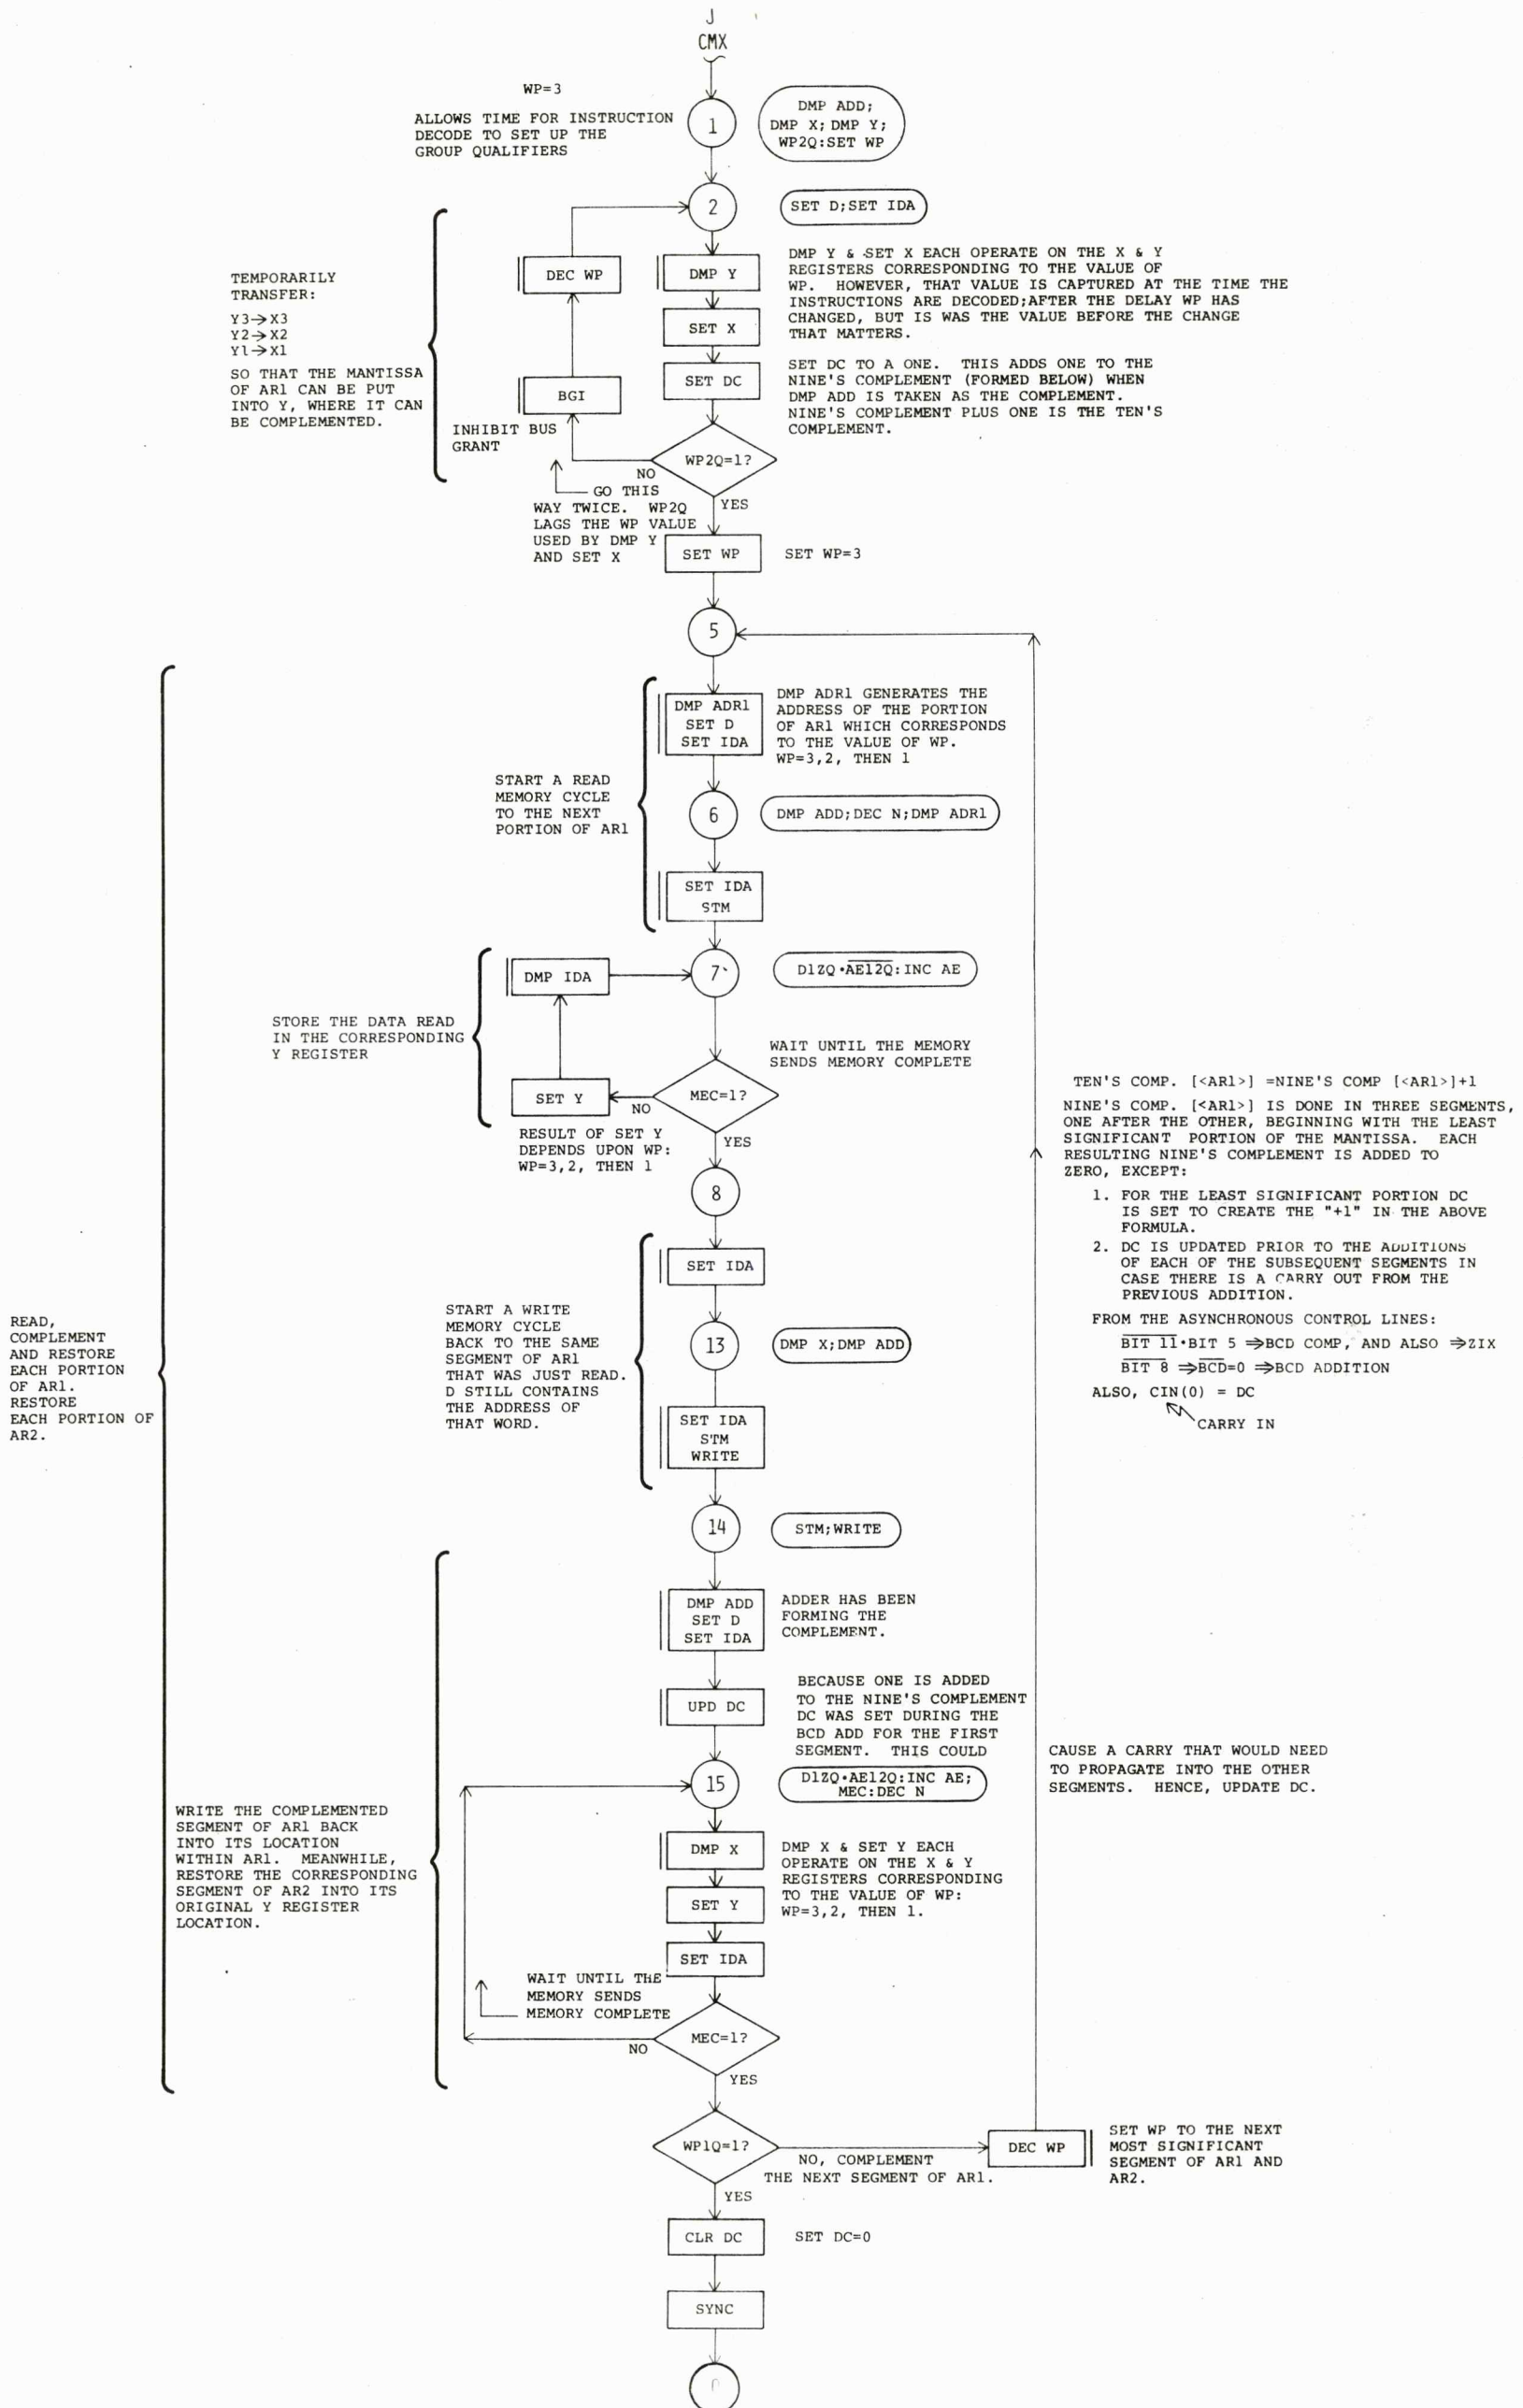 J
CMX
WP=3
ALLOWS TIME FOR INSTRUCTION
DECODE TO SET UP THE
GROUP QUALIFIERS
1
DMP ADD;
DMP X; DMP Y;
WP2Q:SET WP
2
SET D;SET IDA
TEMPORARILY
TRANSFER:
Y3→X3
Y2→X2
Y1→X1
SO THAT THE MANTISSA
OF AR1 CAN BE PUT
INTO Y, WHERE IT CAN
BE COMPLEMENTED.
DEC WP
BGI
INHIBIT BUS
GRANT
DMP Y
SET X
SET DC
DMP Y & SET X EACH OPERATE ON THE X & Y
REGISTERS CORRESPONDING TO THE VALUE OF
WP. HOWEVER, THAT VALUE IS CAPTURED AT THE TIME THE
INSTRUCTIONS ARE DECODED;AFTER THE DELAY WP HAS
CHANGED, BUT IS WAS THE VALUE BEFORE THE CHANGE
THAT MATTERS.
SET DC TO A ONE. THIS ADDS ONE TO THE
NINE'S COMPLEMENT (FORMED BELOW) WHEN
DMP ADD IS TAKEN AS THE COMPLEMENT.
NINE'S COMPLEMENT PLUS ONE IS THE TEN'S
COMPLEMENT.
WP2Q=1?
NO
YES
GO THIS
WAY TWICE. WP2Q
LAGS THE WP VALUE
USED BY DMP Y
AND SET X
SET WP
SET WP=3
5
DMP ADR1
SET D
SET IDA
DMP ADR1 GENERATES THE
ADDRESS OF THE PORTION
OF AR1 WHICH CORRESPONDS
TO THE VALUE OF WP.
WP=3,2, THEN 1
START A READ
MEMORY CYCLE
TO THE NEXT
PORTION OF AR1
6
DMP ADD;DEC N;DMP ADR1
SET IDA
STM
DMP IDA
7
D1ZQ•A̅E̅1̅2̅Q̅:INC AE
STORE THE DATA READ
IN THE CORRESPONDING
Y REGISTER
WAIT UNTIL THE MEMORY
SENDS MEMORY COMPLETE
SET Y
NO
MEC=1?
YES
RESULT OF SET Y
DEPENDS UPON WP:
WP=3,2, THEN 1
8
TEN'S COMP. [<AR1>] =NINE'S COMP [<AR1>]+1
NINE'S COMP. [<AR1>] IS DONE IN THREE SEGMENTS,
ONE AFTER THE OTHER, BEGINNING WITH THE LEAST
SIGNIFICANT PORTION OF THE MANTISSA. EACH
RESULTING NINE'S COMPLEMENT IS ADDED TO
ZERO, EXCEPT:
1. FOR THE LEAST SIGNIFICANT PORTION DC
IS SET TO CREATE THE "+1" IN THE ABOVE
FORMULA.
2. DC IS UPDATED PRIOR TO THE ADDITIONS
OF EACH OF THE SUBSEQUENT SEGMENTS IN
CASE THERE IS A CARRY OUT FROM THE
PREVIOUS ADDITION.
FROM THE ASYNCHRONOUS CONTROL LINES:
B̅I̅T̅ ̅1̅1̅•BIT 5 ⇒BCD COMP, AND ALSO ⇒ZIX
B̅I̅T̅ ̅8̅ ⇒B̅C̅D̅=0 ⇒BCD ADDITION
ALSO, CIN(0) = DC
CARRY IN
READ,
COMPLEMENT
AND RESTORE
EACH PORTION
OF AR1.
RESTORE
EACH PORTION OF
AR2.
SET IDA
START A WRITE
MEMORY CYCLE
BACK TO THE SAME
SEGMENT OF AR1
THAT WAS JUST READ.
D STILL CONTAINS
THE ADDRESS OF
THAT WORD.
13
DMP X;DMP ADD
SET IDA
STM
WRITE
14
STM;WRITE
DMP ADD
SET D
SET IDA
ADDER HAS BEEN
FORMING THE
COMPLEMENT.
UPD DC
BECAUSE ONE IS ADDED
TO THE NINE'S COMPLEMENT
DC WAS SET DURING THE
BCD ADD FOR THE FIRST
SEGMENT. THIS COULD
CAUSE A CARRY THAT WOULD NEED
TO PROPAGATE INTO THE OTHER
SEGMENTS. HENCE, UPDATE DC.
15
D1ZQ•AE12Q:INC AE;
MEC:DEC N
WRITE THE COMPLEMENTED
SEGMENT OF AR1 BACK
INTO ITS LOCATION
WITHIN AR1. MEANWHILE,
RESTORE THE CORRESPONDING
SEGMENT OF AR2 INTO ITS
ORIGINAL Y REGISTER
LOCATION.
DMP X
SET Y
SET IDA
DMP X & SET Y EACH
OPERATE ON THE X & Y
REGISTERS CORRESPONDING
TO THE VALUE OF WP:
WP=3,2, THEN 1.
WAIT UNTIL THE
MEMORY SENDS
MEMORY COMPLETE
MEC=1?
NO
YES
WP1Q=1?
NO, COMPLEMENT
THE NEXT SEGMENT OF AR1.
DEC WP
SET WP TO THE NEXT
MOST SIGNIFICANT
SEGMENT OF AR1 AND
AR2.
YES
CLR DC
SET DC=0
SYNC